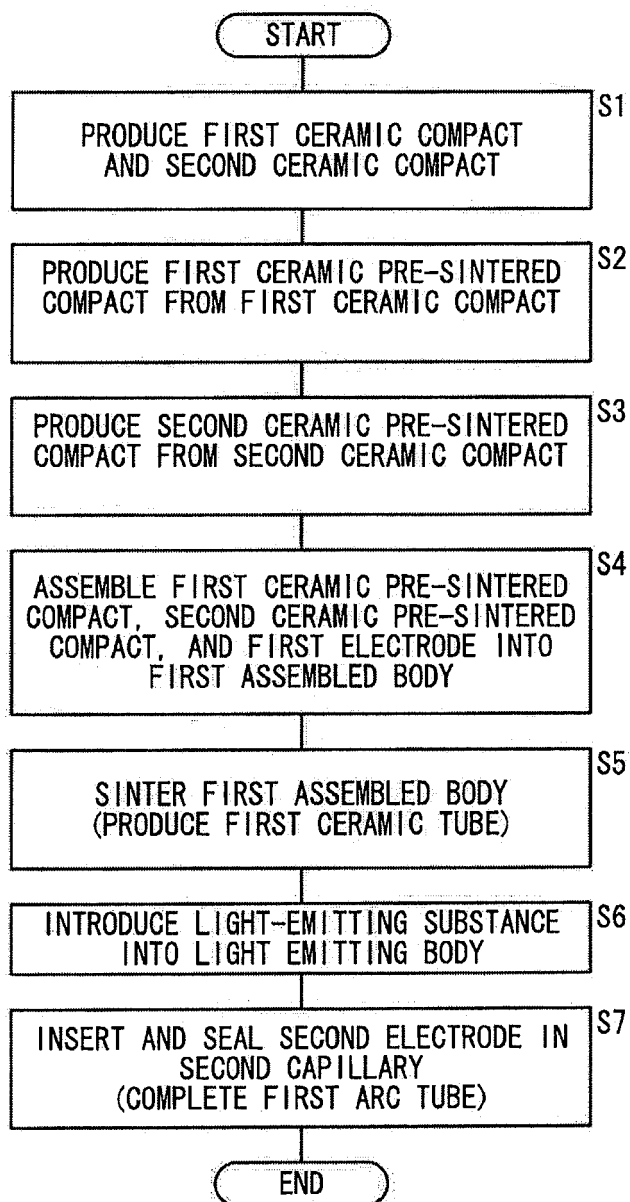 START
S1
PRODUCE FIRST CERAMIC COMPACT
AND SECOND CERAMIC COMPACT
S2
PRODUCE FIRST CERAMIC PRE-SINTERED
COMPACT FROM FIRST CERAMIC COMPACT
S3
PRODUCE SECOND CERAMIC PRE-SINTERED
COMPACT FROM SECOND CERAMIC COMPACT
S4
ASSEMBLE FIRST CERAMIC PRE-SINTERED
COMPACT, SECOND CERAMIC PRE-SINTERED
COMPACT, AND FIRST ELECTRODE INTO
FIRST ASSEMBLED BODY
S5
SINTER FIRST ASSEMBLED BODY
(PRODUCE FIRST CERAMIC TUBE)
S6
INTRODUCE LIGHT-EMITTING SUBSTANCE
INTO LIGHT EMITTING BODY
S7
INSERT AND SEAL SECOND ELECTRODE IN
SECOND CAPILLARY
(COMPLETE FIRST ARC TUBE)
END